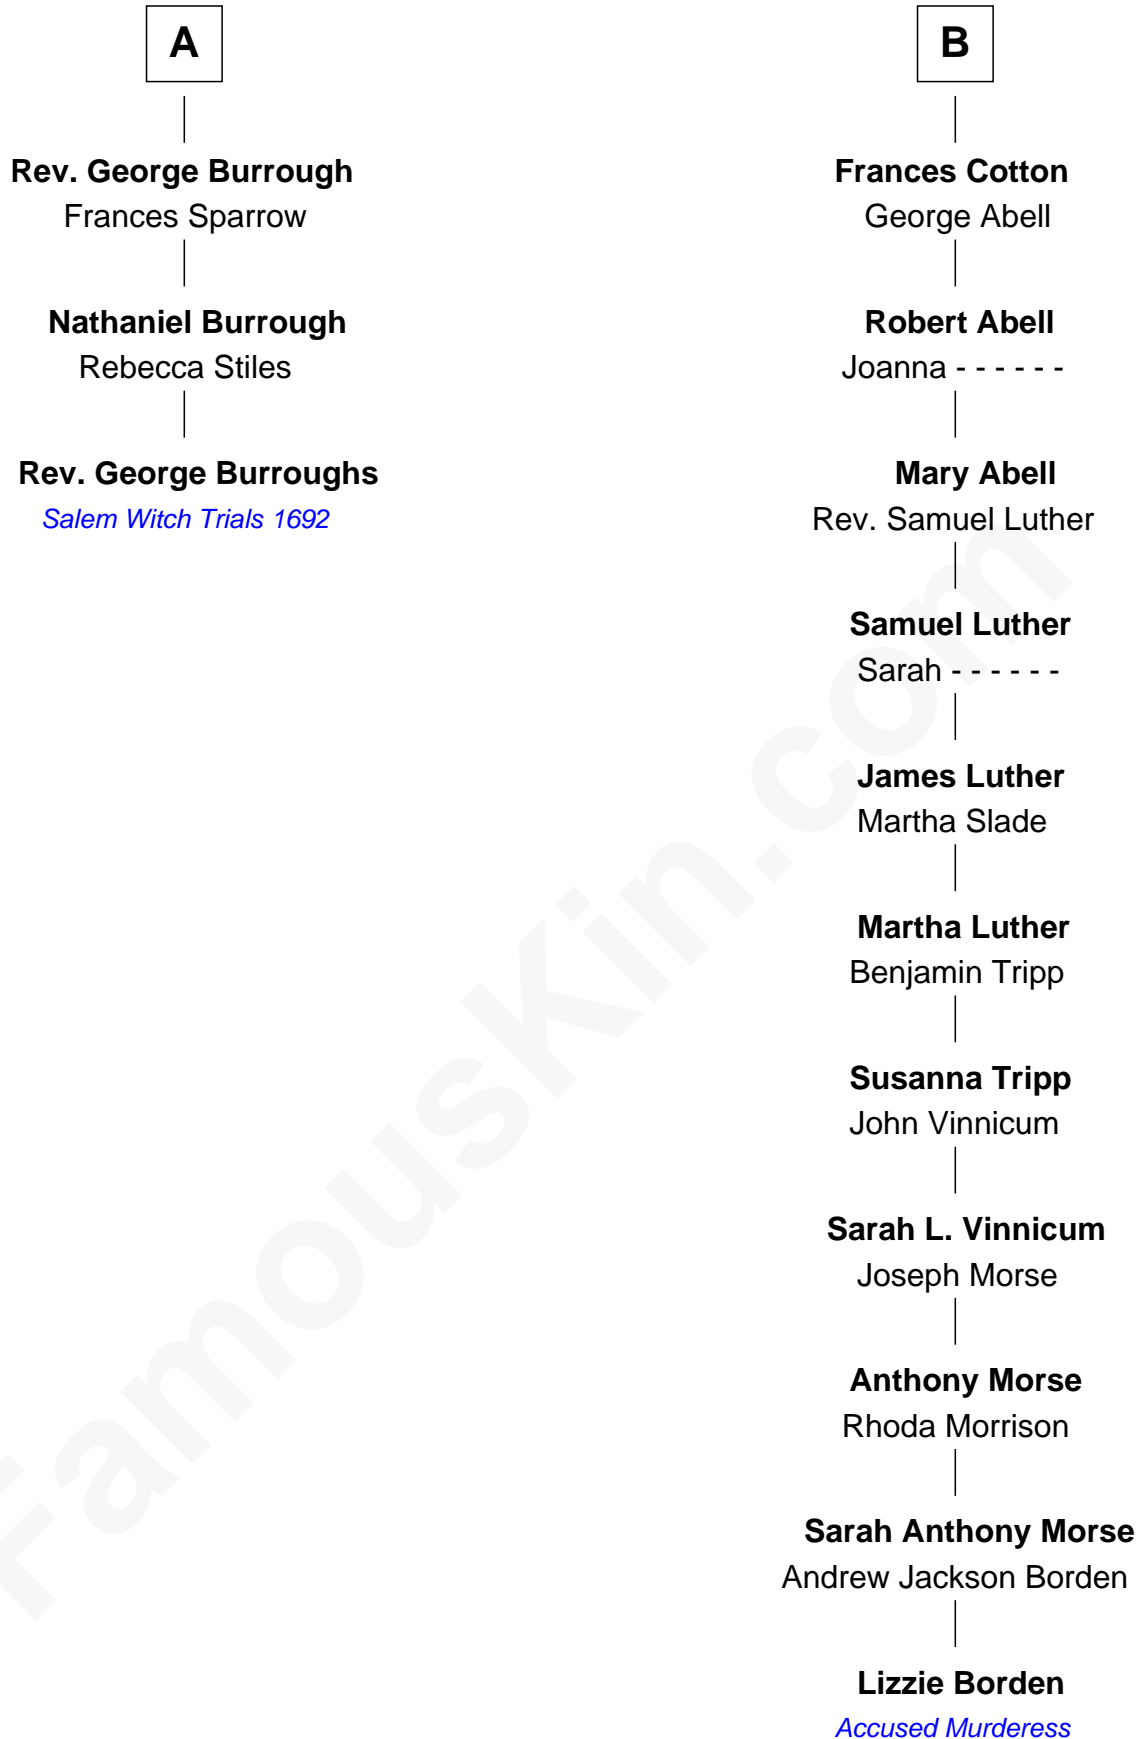 A
Rev. George Burrough
Frances Sparrow
Nathaniel Burrough
Rebecca Stiles
Rev. George Burroughs
Salem Witch Trials 1692
B
Frances Cotton
George Abell
Robert Abell
Joanna - - - - - -
Mary Abell
Rev. Samuel Luther
Samuel Luther
Sarah - - - - - -
James Luther
Martha Slade
Martha Luther
Benjamin Tripp
Susanna Tripp
John Vinnicum
Sarah L. Vinnicum
Joseph Morse
Anthony Morse
Rhoda Morrison
Sarah Anthony Morse
Andrew Jackson Borden
Lizzie Borden
Accused Murderess
FamousKin.com